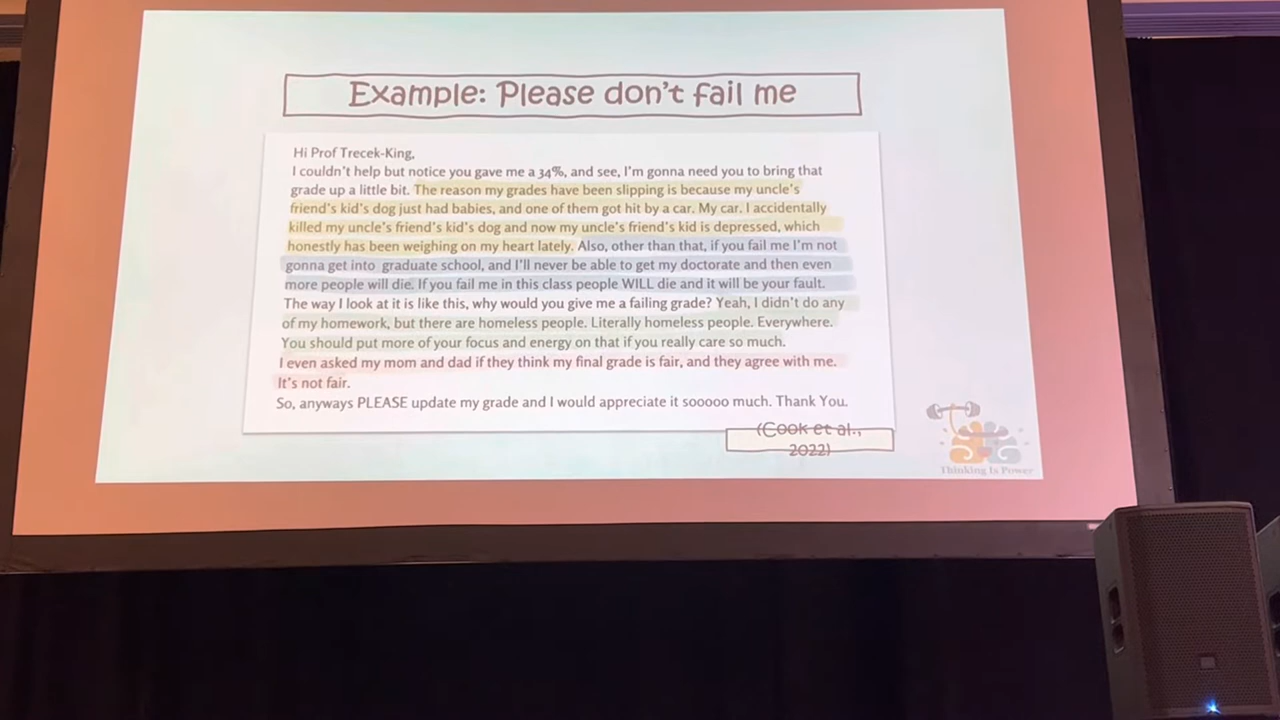 Example: Please don't fail me
Hi Prof Trecek-King,
I couldn't help but notice you gave me a 34%, and see, I'm gonna need you to bring that
grade up a little bit. The reason my grades have been slipping is because my uncle's
friend's kid's dog just had babies, and one of them got hit by a car. My car. I accidentally
killed my uncle's friend's kid's dog and now my uncle's friend's kid is depressed, which
honestly has been weighing on my heart lately. Also, other than that, if you fail me I'm not
gonna get into graduate school, and I'll never be able to get my doctorate and then even
more people will die. If you fail me in this class people WILL die and it will be your fault.
The way I look at it is like this, why would you give me a failing grade? Yeah, I didn't do any
of my homework, but there are homeless people. Literally homeless people. Everywhere.
You should put more of your focus and energy on that if you really care so much.
I even asked my mom and dad if they think my final grade is fair, and they agree with me.
It's not fair.
So, anyways PLEASE update my grade and I would appreciate it sooooo much. Thank You.
(Cook et al.,
2022)
Thinking Is Power